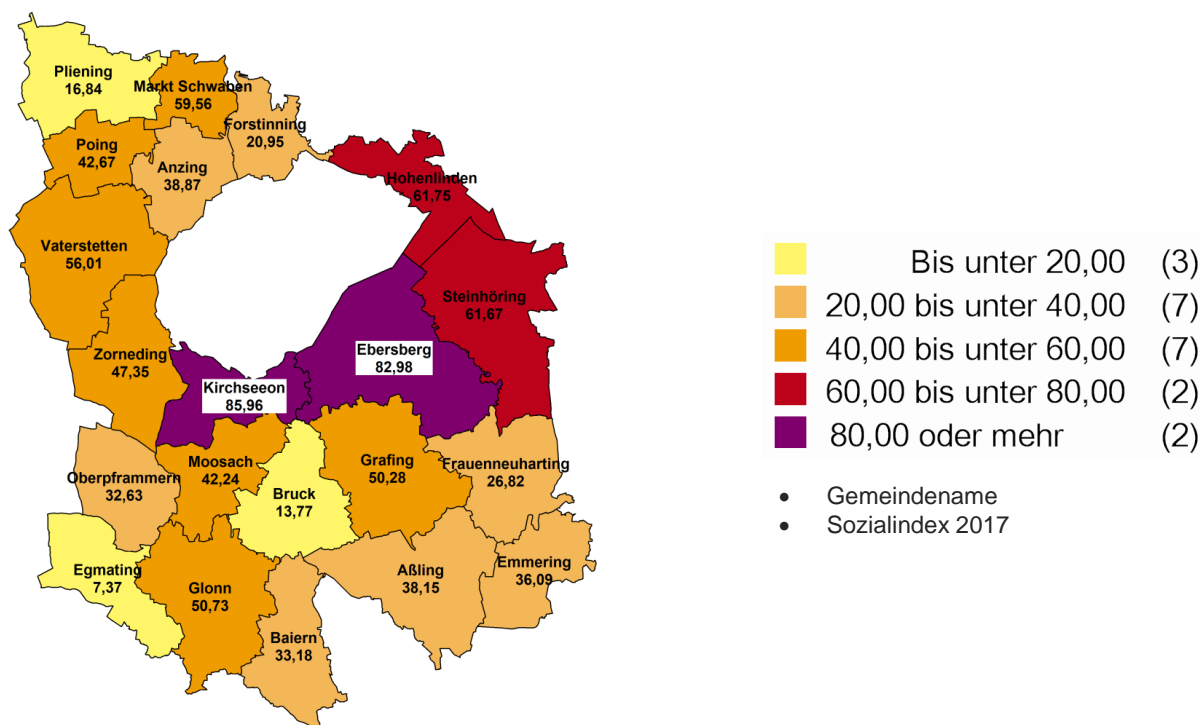 Pliening
16,84
Markt Schwaben
59,56
Forstinning
20,95
Poing
42,67
Anzing
38,87
Hohenlinden
61,75
Vaterstetten
56,01
Steinhöring
61,67
Zorneding
47,35
Ebersberg
82,98
Kirchseeon
85,96
Moosach
42,24
Grafing
50,28
Frauenneuharting
26,82
Oberpframmern
32,63
Bruck
13,77
Egmating
7,37
Glonn
50,73
Aßling
38,15
Emmering
36,09
Baiern
33,18
Bis unter 20,00 (3)
20,00 bis unter 40,00 (7)
40,00 bis unter 60,00 (7)
60,00 bis unter 80,00 (2)
80,00 oder mehr (2)
• Gemeindename
• Sozialindex 2017